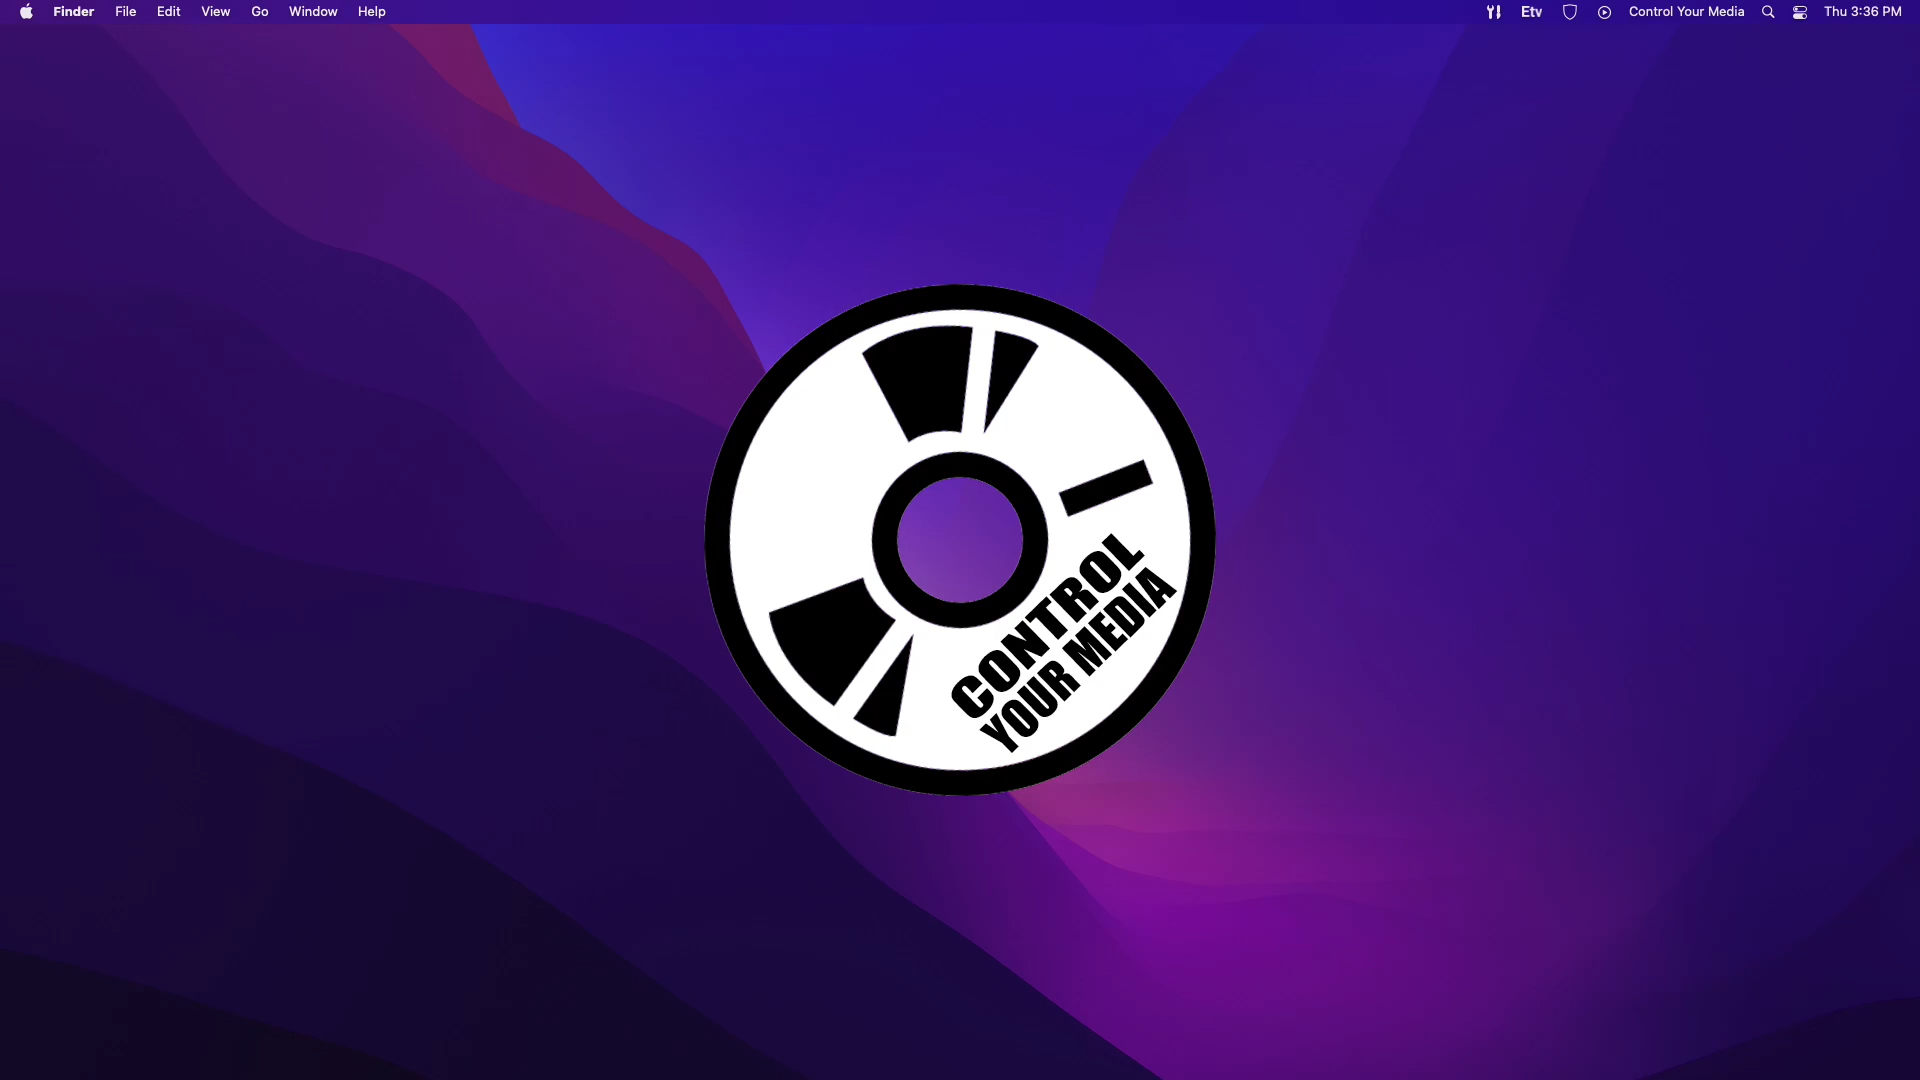 Finder File Edit View Go Window Help Etv Control Your Media Thu 3:36 PM
CONTROL
YOUR MEDIA